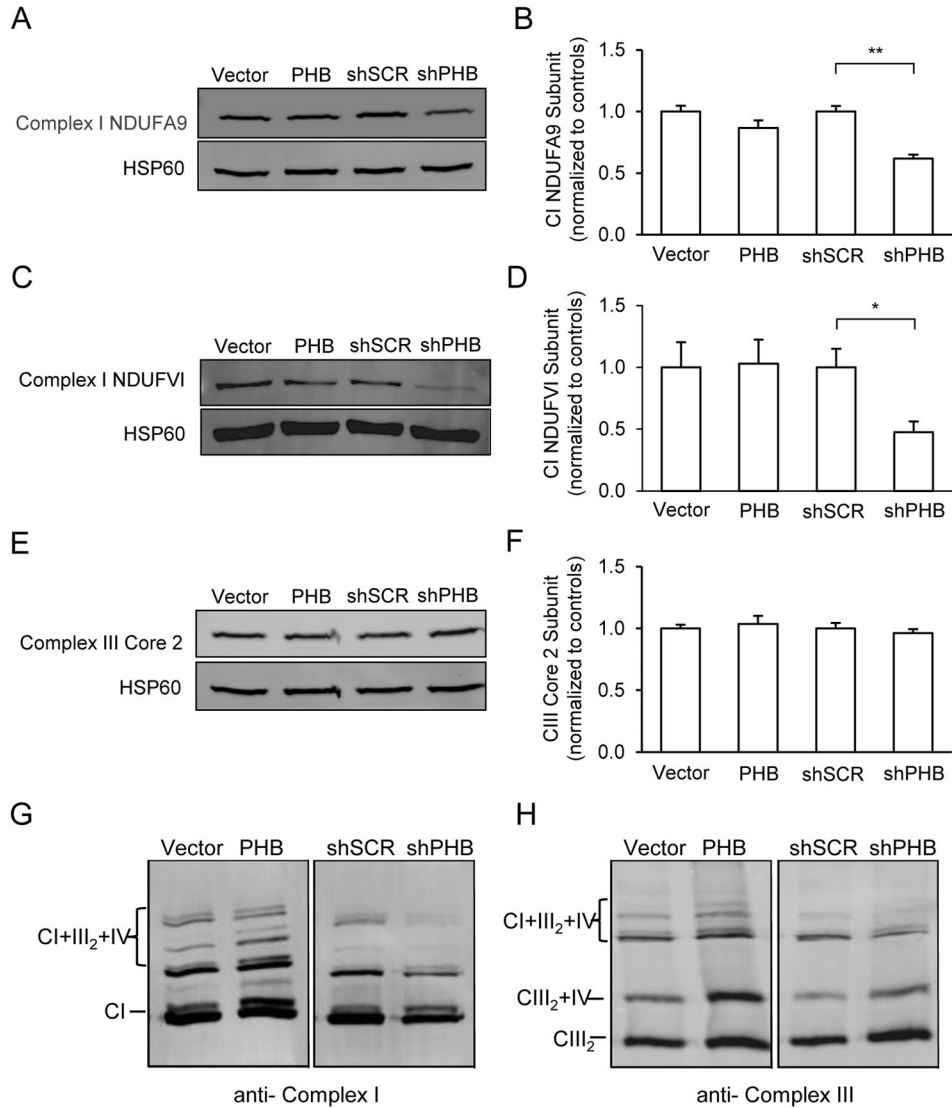 A
Vector PHB shSCR shPHB
Complex I NDUFA9
HSP60
B
CI NDUFA9 Subunit
(normalized to controls)
1.5
1.0
0.5
0.0
**
Vector PHB shSCR shPHB
C
Vector PHB shSCR shPHB
Complex I NDUFVI
HSP60
D
CI NDUFVI Subunit
(normalized to controls)
1.5
1.0
0.5
0.0
*
Vector PHB shSCR shPHB
E
Vector PHB shSCR shPHB
Complex III Core 2
HSP60
F
CIII Core 2 Subunit
(normalized to controls)
1.5
1.0
0.5
0.0
Vector PHB shSCR shPHB
G
Vector PHB shSCR shPHB
CI+III₂+IV
CI
anti- Complex I
H
Vector PHB shSCR shPHB
CI+III₂+IV
CIII₂+IV
CIII₂
anti- Complex III